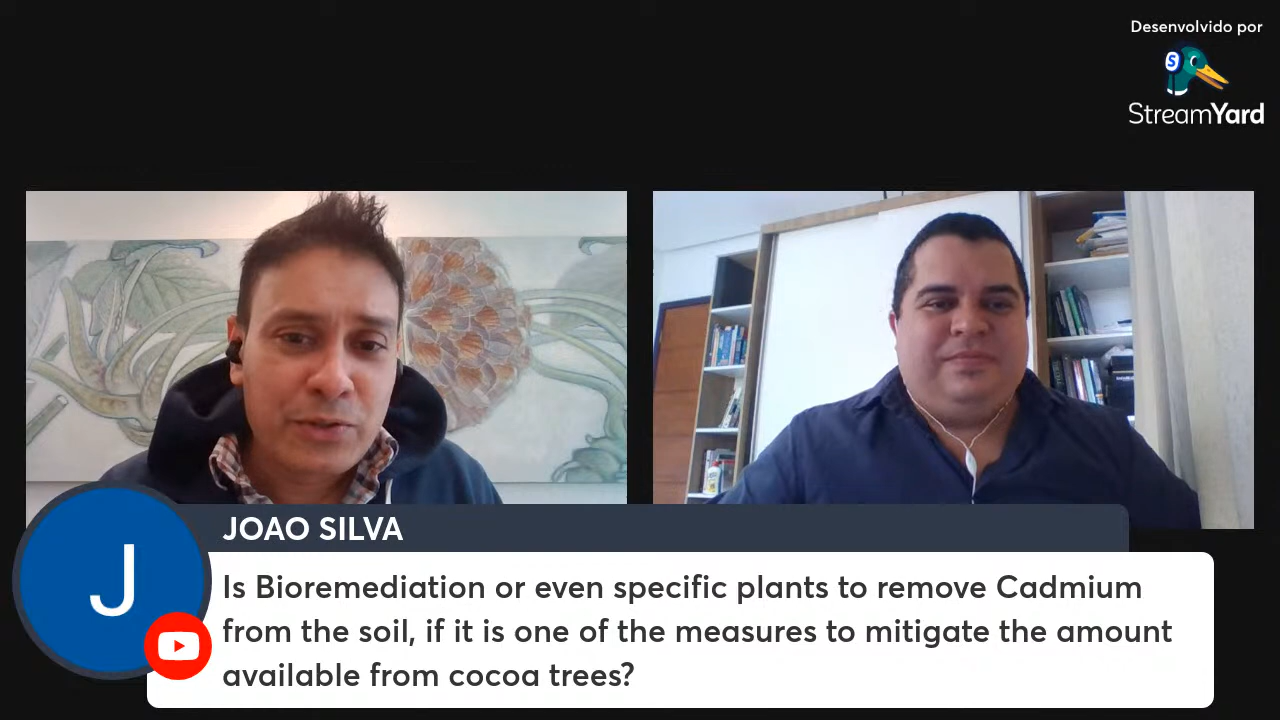 Desenvolvido por
S
StreamYard
J
JOAO SILVA
Is Bioremediation or even specific plants to remove Cadmium
from the soil, if it is one of the measures to mitigate the amount
available from cocoa trees?